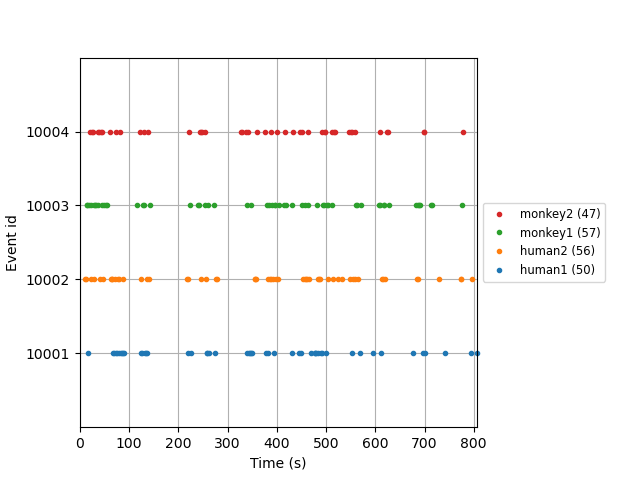 10004
10003
10002
10001
Event id
0 100 200 300 400 500 600 700 800
Time (s)
monkey2 (47)
monkey1 (57)
human2 (56)
human1 (50)